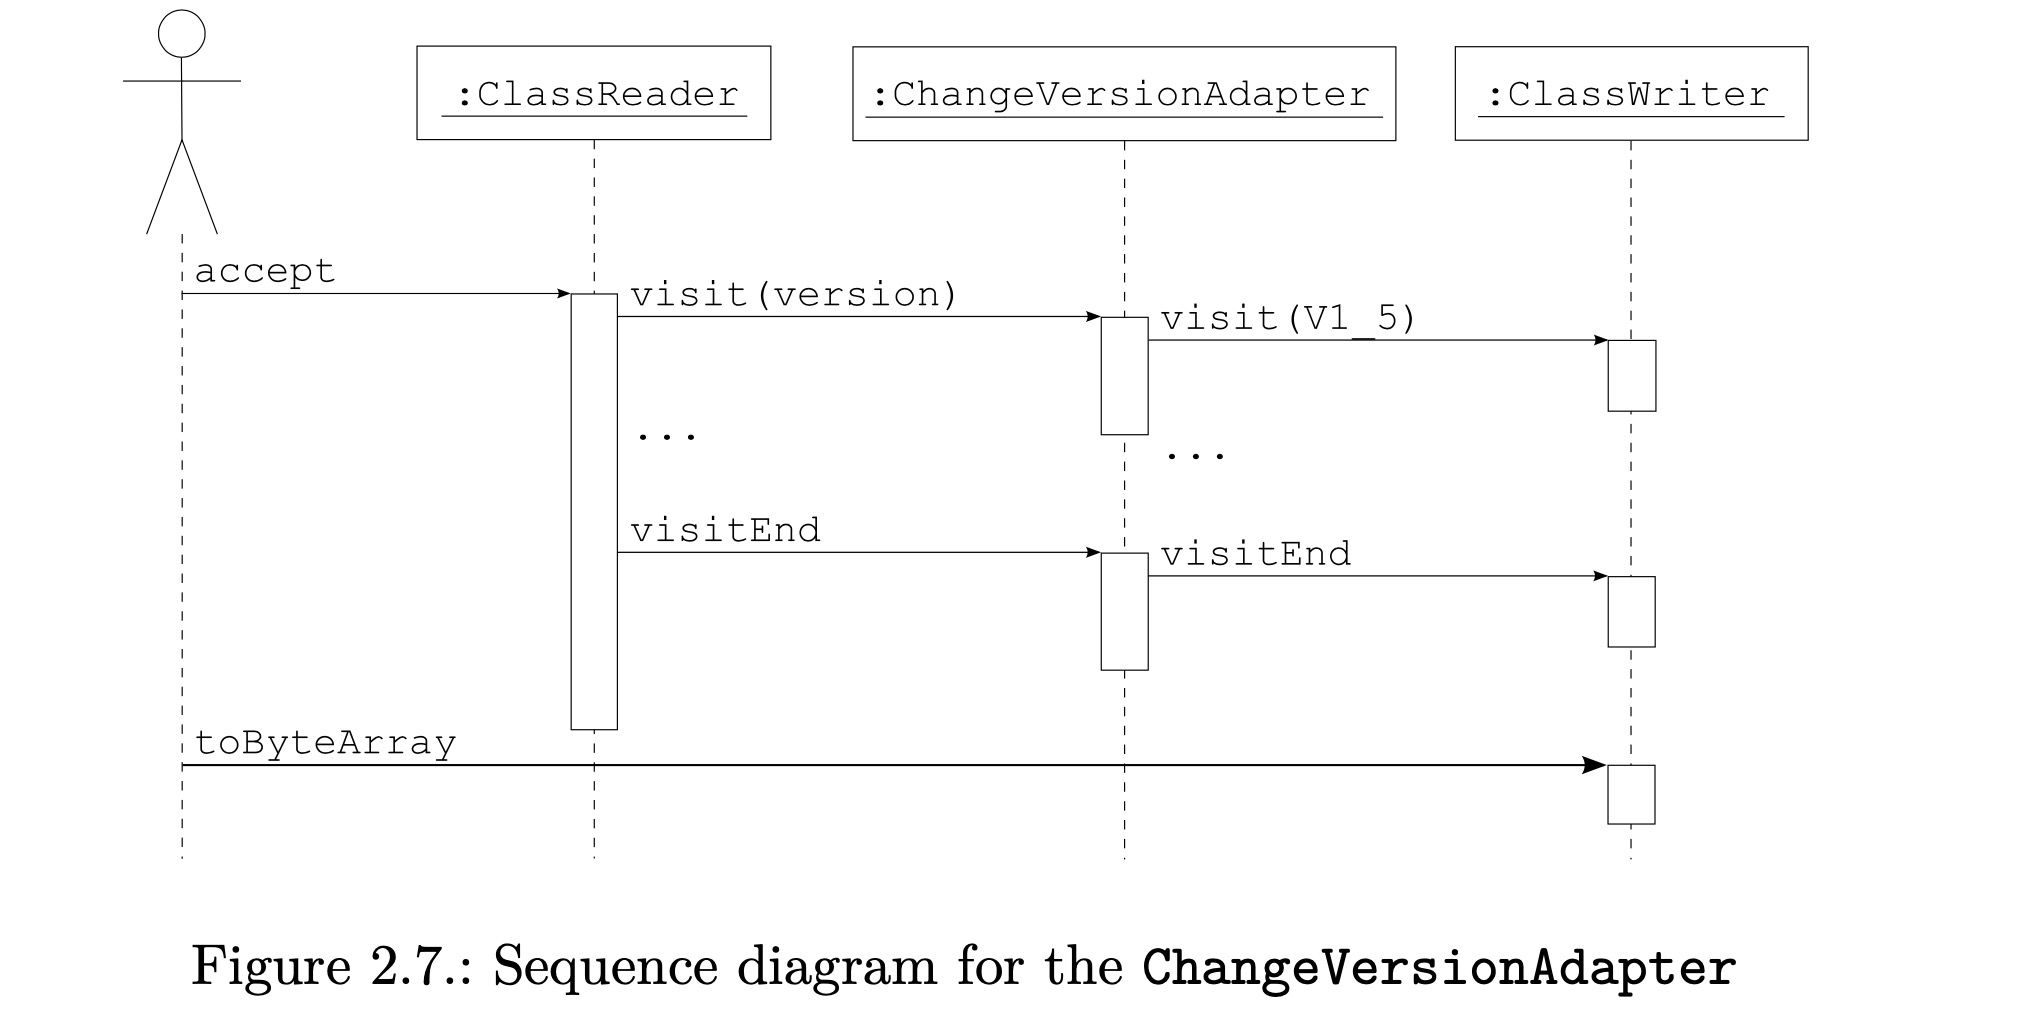 :ClassReader
:ChangeVersionAdapter
:ClassWriter
accept
visit(version)
visit(V1_5)
...
...
visitEnd
visitEnd
toByteArray
Figure 2.7.: Sequence diagram for the ChangeVersionAdapter